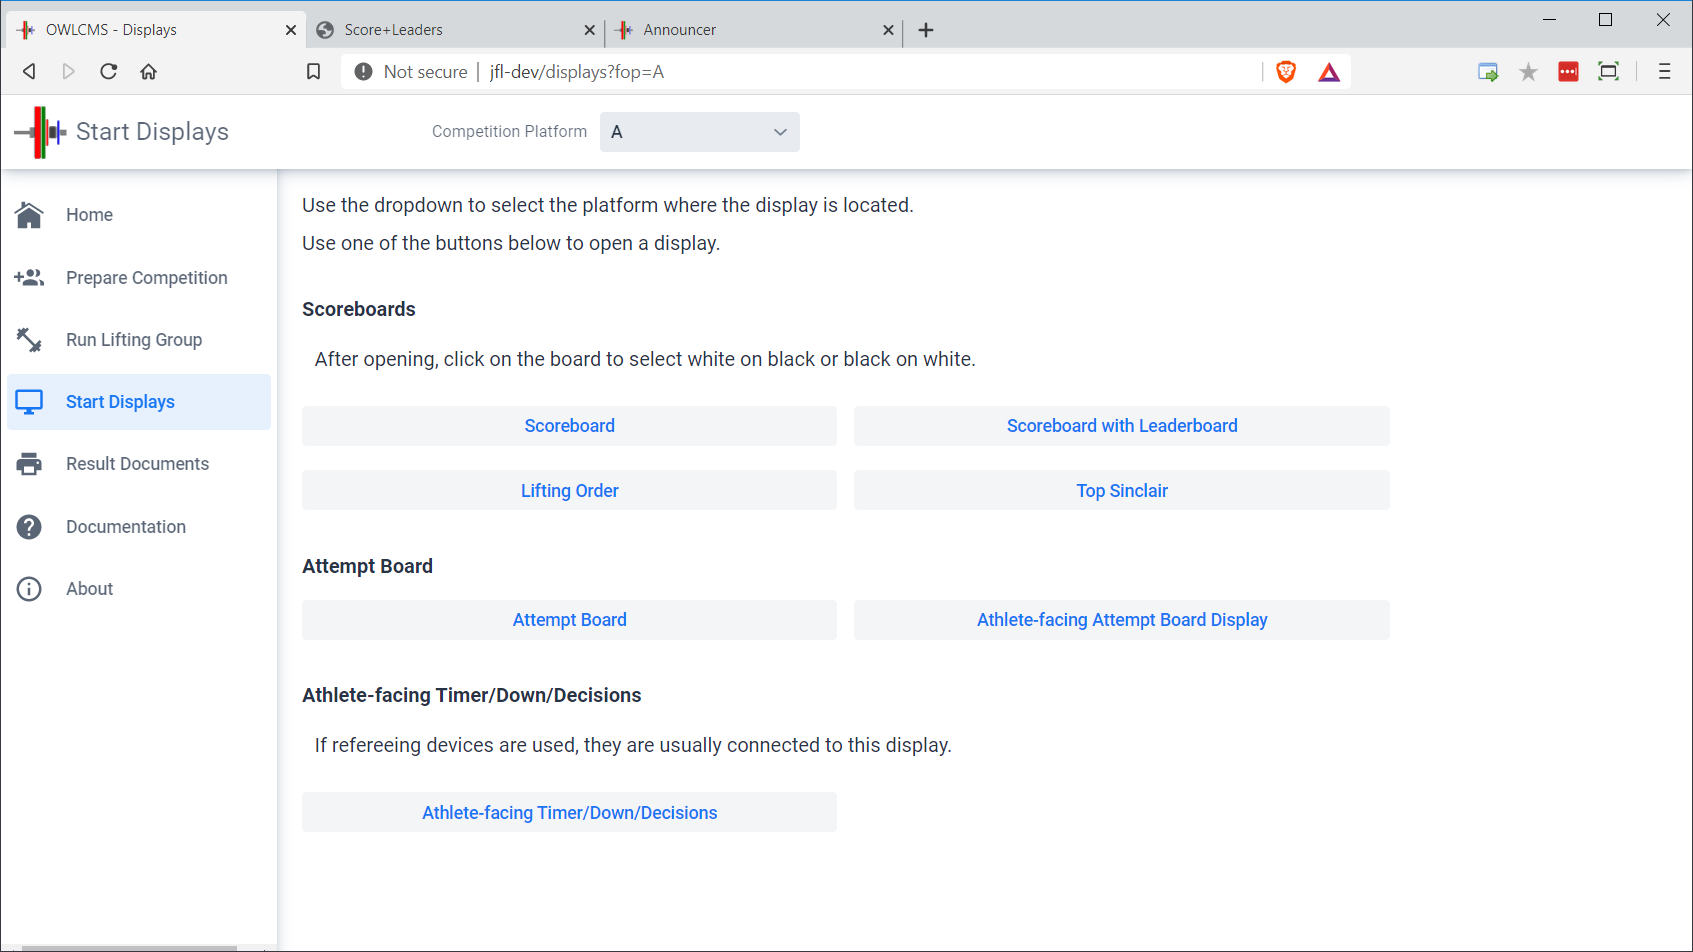 OWLCMS - Displays
Score+Leaders
Announcer
Not secure | jfl-dev/displays?fop=A
Start Displays
Competition Platform
A
Home
Prepare Competition
Run Lifting Group
Start Displays
Result Documents
Documentation
About
Use the dropdown to select the platform where the display is located.
Use one of the buttons below to open a display.
Scoreboards
After opening, click on the board to select white on black or black on white.
Scoreboard
Scoreboard with Leaderboard
Lifting Order
Top Sinclair
Attempt Board
Attempt Board
Athlete-facing Attempt Board Display
Athlete-facing Timer/Down/Decisions
If refereeing devices are used, they are usually connected to this display.
Athlete-facing Timer/Down/Decisions